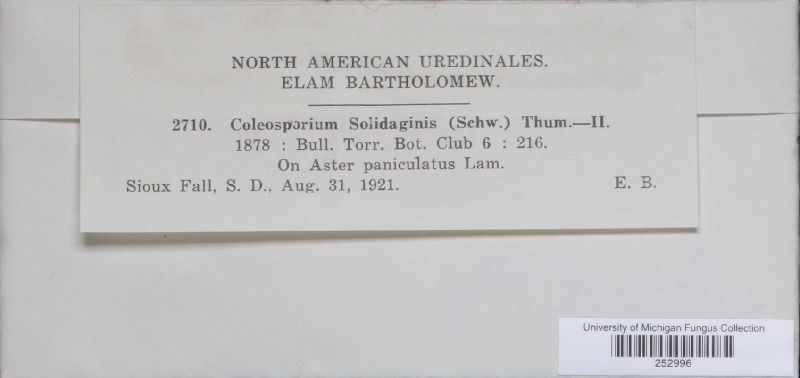 NORTH AMERICAN UREDINALES.
ELAM BARTHOLOMEW.
2710. Coleosporium Solidaginis (Schw.) Thum.—II.
1878 : Bull. Torr. Bot. Club 6 : 216.
On Aster paniculatus Lam.
Sioux Fall, S. D., Aug. 31, 1921. E. B.
University of Michigan Fungus Collection
252996